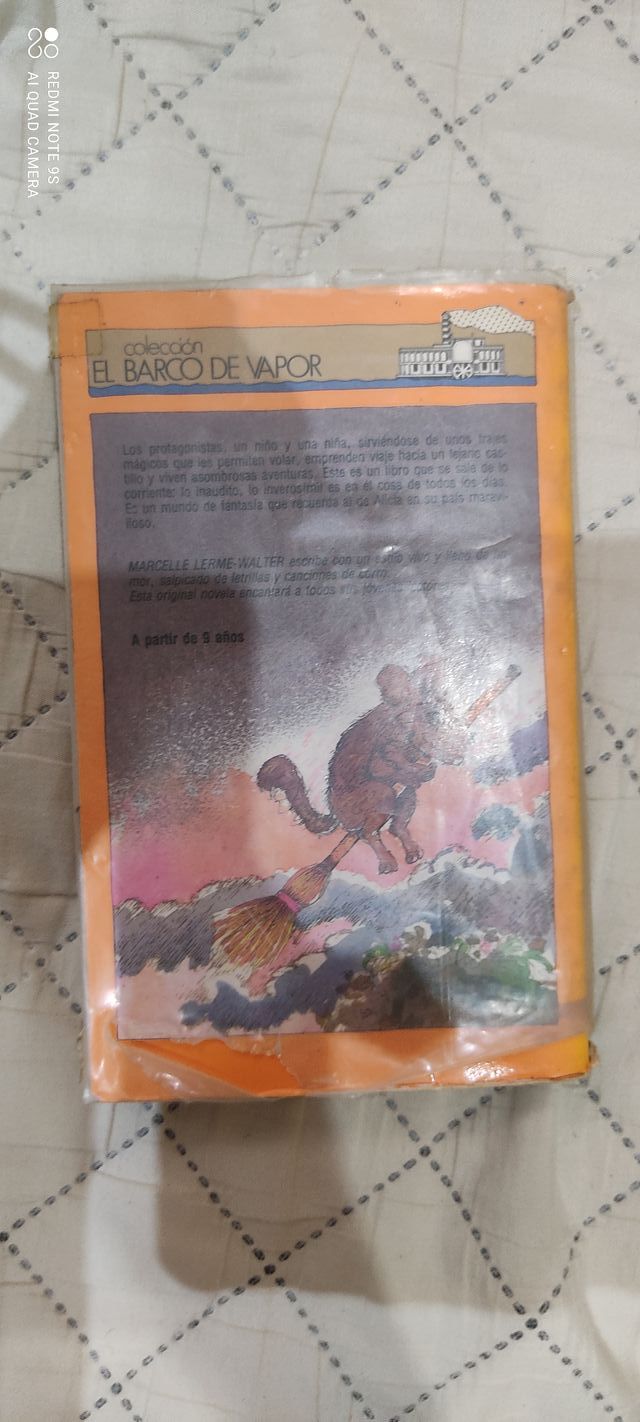 REDMI NOTE 9S
AI QUAD CAMERA
colección
EL BARCO DE VAPOR
Los protagonistas, un niño y una niña, sirviéndose de unos trajes
mágicos que les permiten volar, emprenden viaje hacia un lejano cas-
tillo y viven asombrosas aventuras. Este es un libro que se sale de lo
corriente: lo inaudito, lo inverosímil es en él cosa de todos los días.
Es un mundo de fantasía que recuerda al de Alicia en su país maravi-
lloso.
MARCELLE LERME-WALTER escribe con un estilo vivo y lleno de hu-
mor, salpicado de letrillas y canciones de corro.
Esta original novela encantará a todos sus jóvenes lectores.
A partir de 9 años